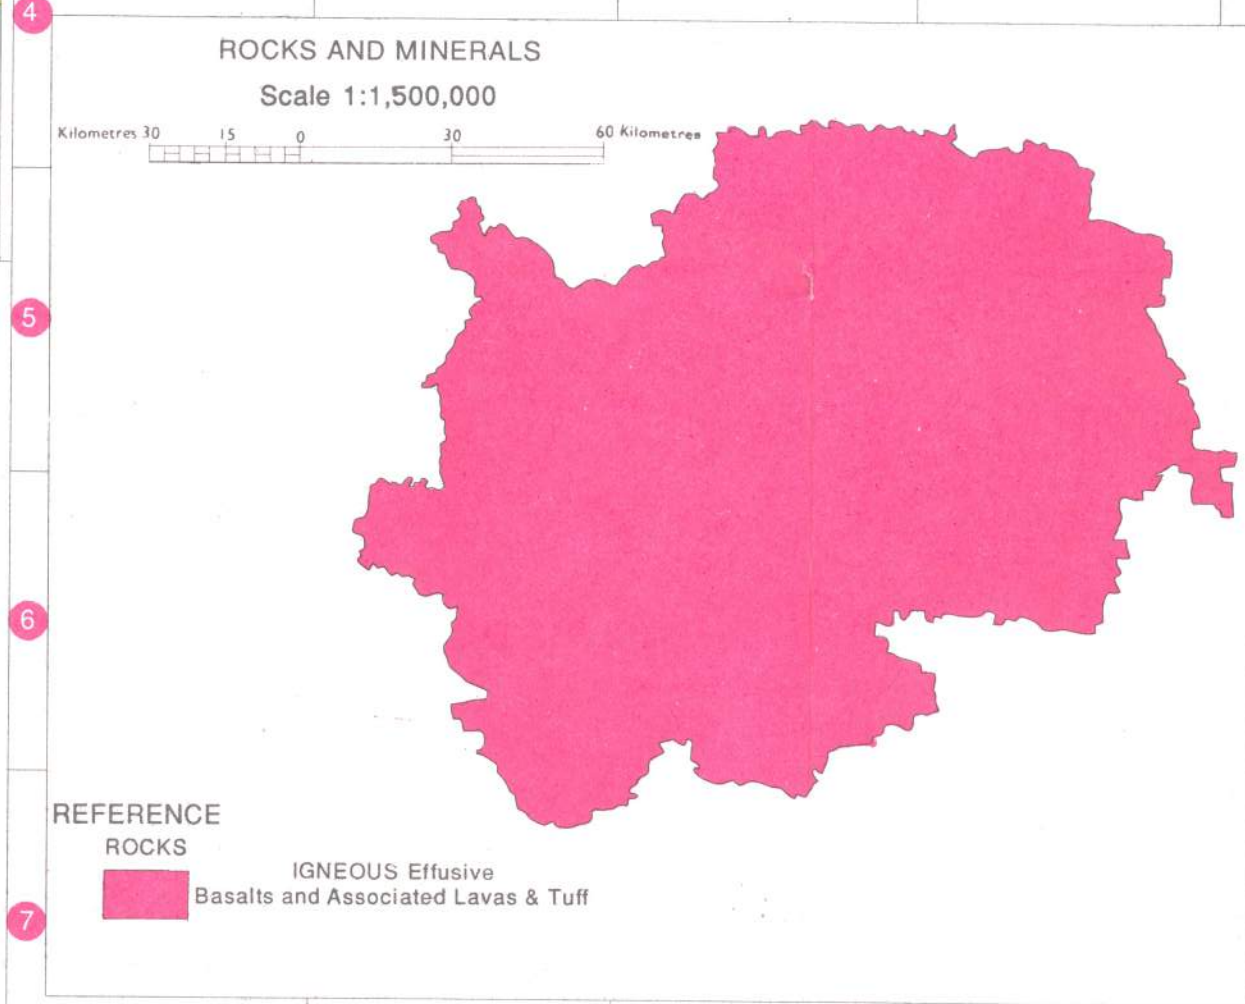 4
ROCKS AND MINERALS
Scale 1:1,500,000
Kilometres 30 15 0 30 60 Kilometres
5
6
REFERENCE
ROCKS
IGNEOUS Effusive
Basalts and Associated Lavas & Tuff
7